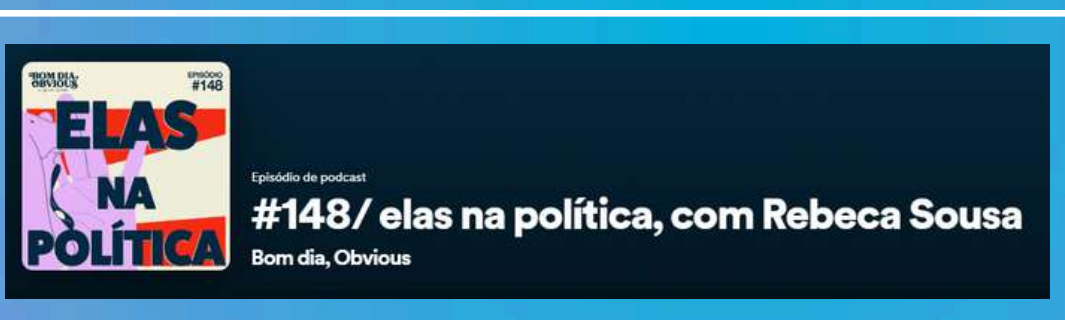 BOM DIA,
OBVIOUS
EPISÓDIO
#148
ELAS
NA
POLÍTICA
Episódio de podcast
#148/ elas na política, com Rebeca Sousa
Bom dia, Obvious